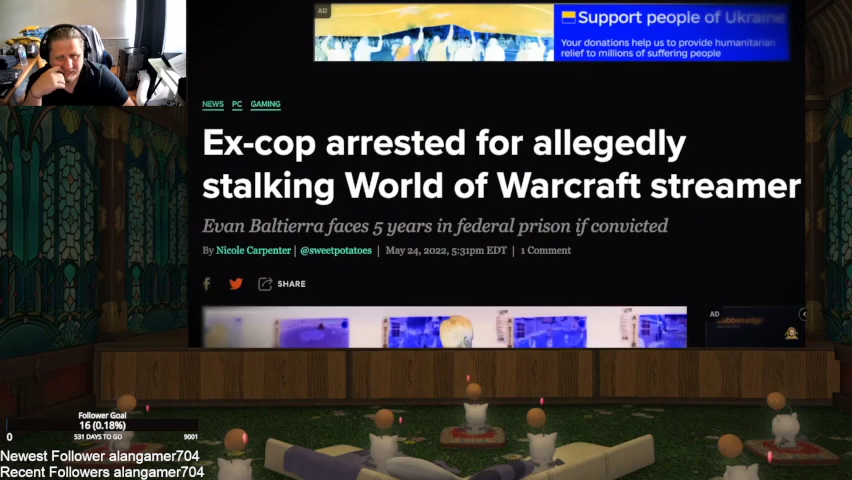 AD
Support people of Ukraine
Your donations help us to provide humanitarian
relief to millions of suffering people
NEWS PC GAMING
Ex-cop arrested for allegedly
stalking World of Warcraft streamer
Evan Baltierra faces 5 years in federal prison if convicted
By Nicole Carpenter | @sweetpotatoes | May 24, 2022, 5:31pm EDT | 1 Comment
SHARE
AD
Follower Goal
16 (0.18%)
0 9001
531 DAYS TO GO
Newest Follower alangamer704
Recent Followers alangamer704